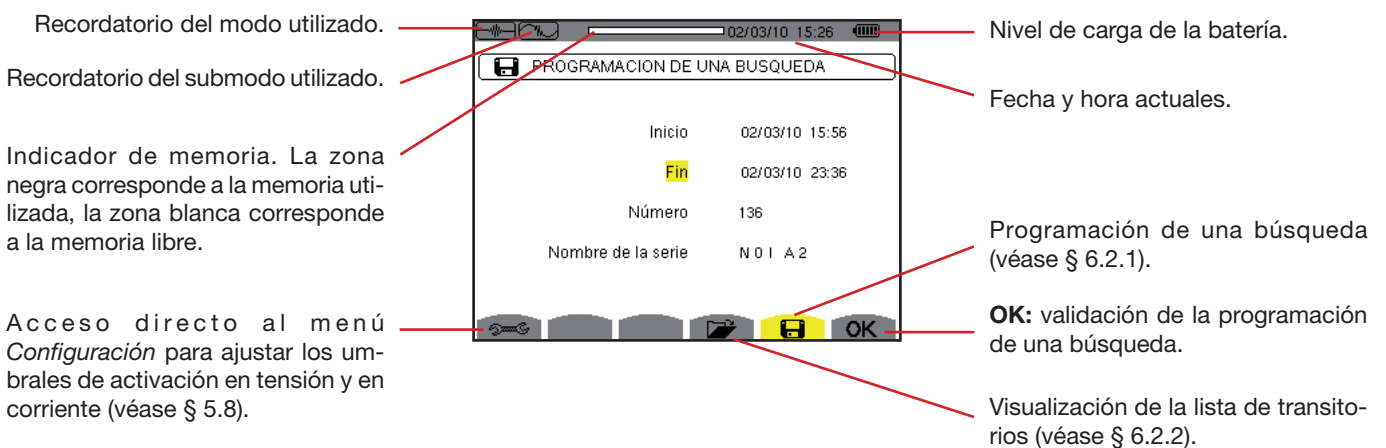 Recordatorio del modo utilizado.
Recordatorio del submodo utilizado.
Indicador de memoria. La zona
negra corresponde a la memoria uti-
lizada, la zona blanca corresponde
a la memoria libre.
Acceso directo al menú
Configuración para ajustar los um-
brales de activación en tensión y en
corriente (véase § 5.8).
02/03/10 15:26
PROGRAMACION DE UNA BUSQUEDA
Inicio 02/03/10 15:56
Fin 02/03/10 23:36
Número 136
Nombre de la serie N 0 I A 2
OK
Nivel de carga de la batería.
Fecha y hora actuales.
Programación de una búsqueda
(véase § 6.2.1).
OK: validación de la programación
de una búsqueda.
Visualización de la lista de transito-
rios (véase § 6.2.2).